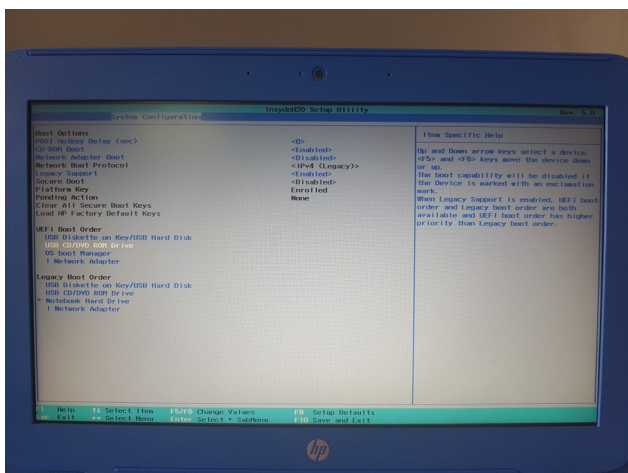 InsydeH20 Setup Utility Rev. 5.0
System Configuration
Boot Options
POST Hotkey Delay (sec) <0>
CD-ROM Boot <Enabled>
Network Adapter Boot <Disabled>
Network Boot Protocol <IPv4 (Legacy)>
Legacy Support <Enabled>
Secure Boot <Disabled>
Platform Key Enrolled
Pending Action None
Clear All Secure Boot Keys
Load HP Factory Default Keys
UEFI Boot Order
USB Diskette on Key/USB Hard Disk
USB CD/DVD ROM Drive
OS boot Manager
! Network Adapter
Legacy Boot Order
USB Diskette on Key/USB Hard Disk
USB CD/DVD ROM Drive
Notebook Hard Drive
! Network Adapter
Item Specific Help
Up and Down arrow keys select a device.
<F5> and <F6> keys move the device down
or up.
The boot capability will be disabled if
the Device is marked with an exclamation
mark.
When Legacy Support is enabled, UEFI boot
order and Legacy boot order are both
available and UEFI boot order has higher
priority than Legacy boot order.
F1 Help ↑↓ Select Item F5/F6 Change Values F9 Setup Defaults
Esc Exit ↔ Select Menu Enter Select ▸ SubMenu F10 Save and Exit
hp